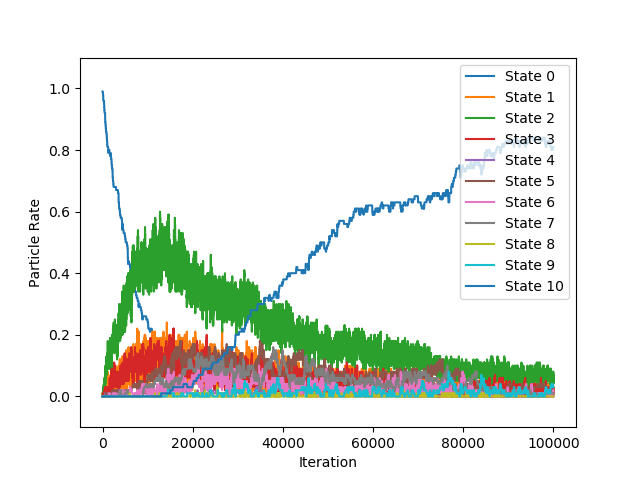 1.0
0.8
0.6
0.4
0.2
0.0
Particle Rate
0
20000
40000
60000
80000
100000
Iteration
State 0
State 1
State 2
State 3
State 4
State 5
State 6
State 7
State 8
State 9
State 10